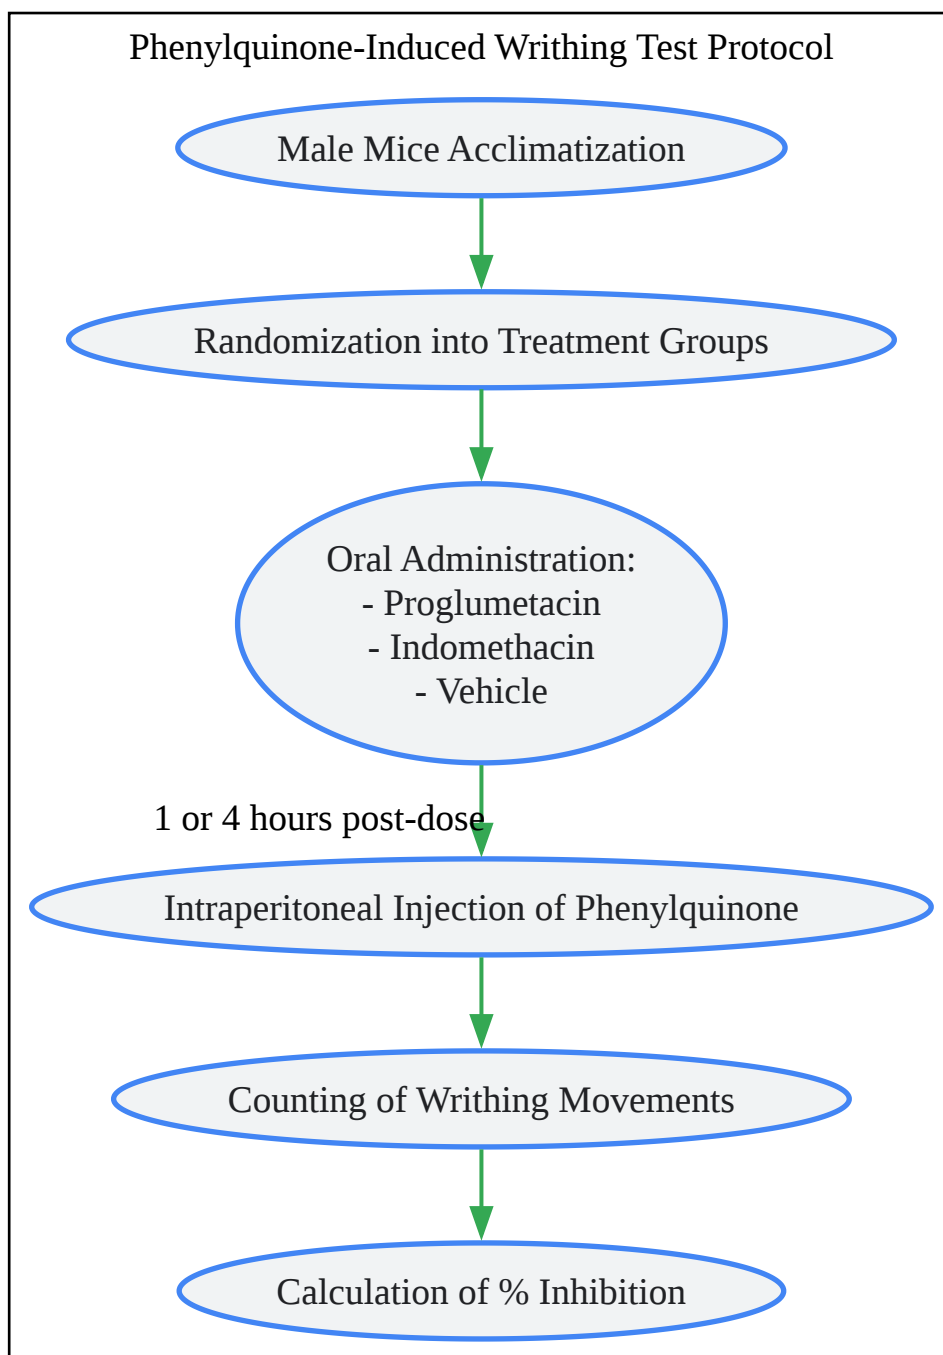 Phenylquinone-Induced Writhing Test Protocol
Male Mice Acclimatization
Randomization into Treatment Groups
Oral Administration:
- Proglumetacin
- Indomethacin
- Vehicle
1 or 4 hours post-dose
Intraperitoneal Injection of Phenylquinone
Counting of Writhing Movements
Calculation of % Inhibition